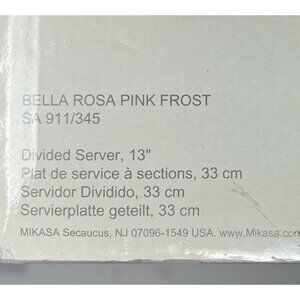 BELLA ROSA PINK FROST
SA 911/345
Divided Server, 13"
Plat de service à sections, 33 cm
Servidor Dividido, 33 cm
Servierplatte geteilt, 33 cm
MIKASA Secaucus, NJ 07096-1549 USA. www.Mikasa.com